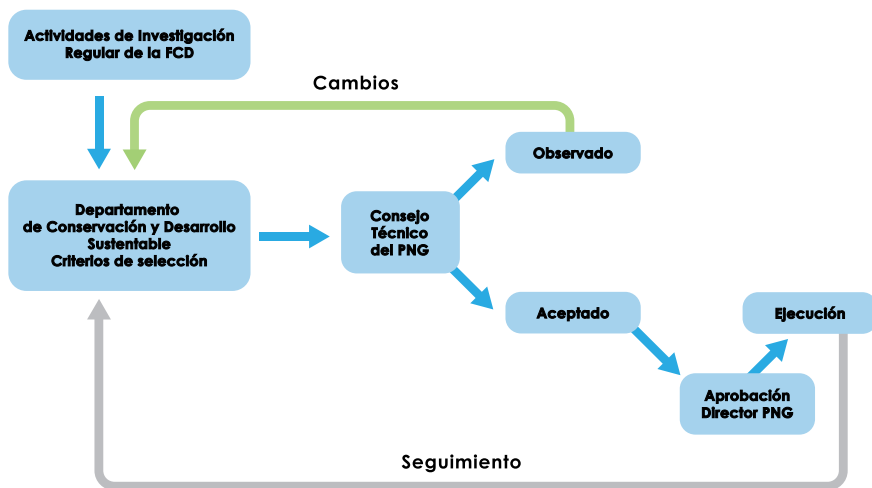 Actividades de Investigación
Regular de la FCD
Cambios
Observado
Departamento
de Conservación y Desarrollo
Sustentable
Criterios de selección
Consejo
Técnico
del PNG
Aceptado
Ejecución
Aprobación
Director PNG
Seguimiento